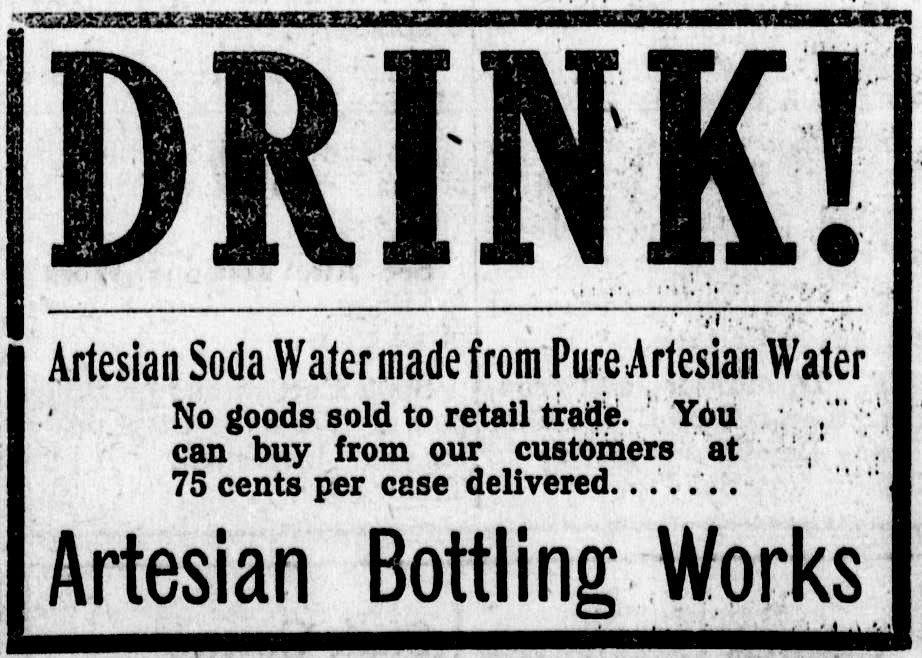 DRINK!
Artesian Soda Water made from Pure Artesian Water
No goods sold to retail trade. You
can buy from our customers at
75 cents per case delivered.......
Artesian Bottling Works